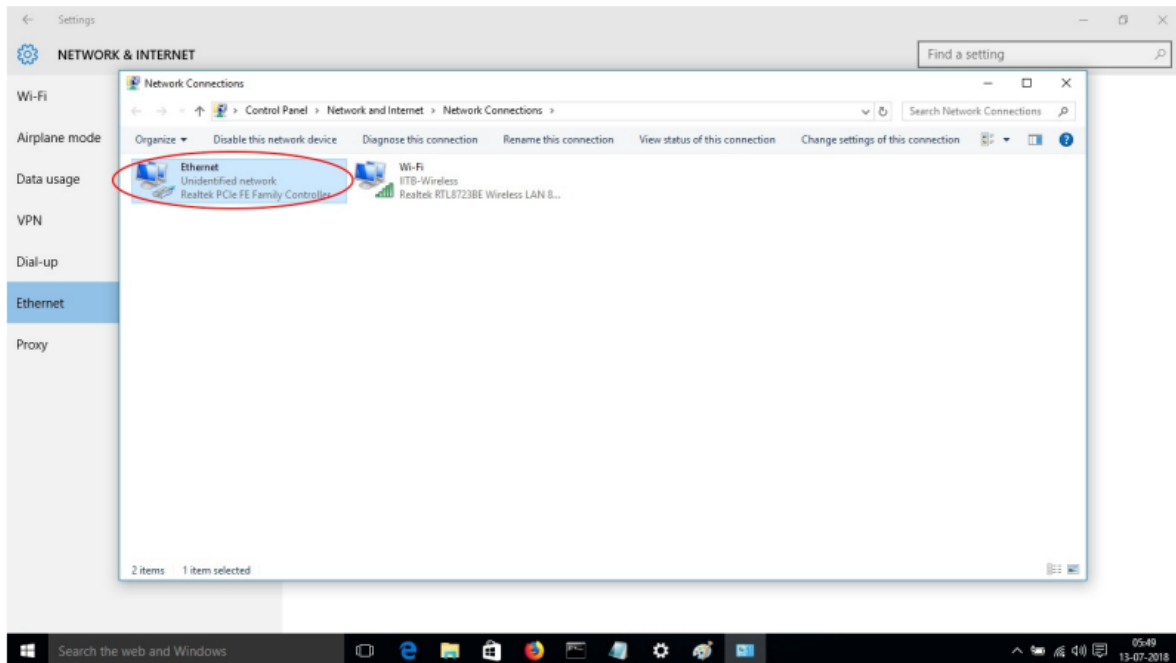 Settings
NETWORK & INTERNET
Find a setting
Wi-Fi
Airplane mode
Data usage
VPN
Dial-up
Ethernet
Proxy
Network Connections
Control Panel > Network and Internet > Network Connections >
Search Network Connections
Organize Disable this network device Diagnose this connection Rename this connection View status of this connection Change settings of this connection
Ethernet
Unidentified network
Realtek PCIe FE Family Controller
Wi-Fi
IITB-Wireless
Realtek RTL8723BE Wireless LAN 8...
2 items 1 item selected
Search the web and Windows
05:49
13-07-2018